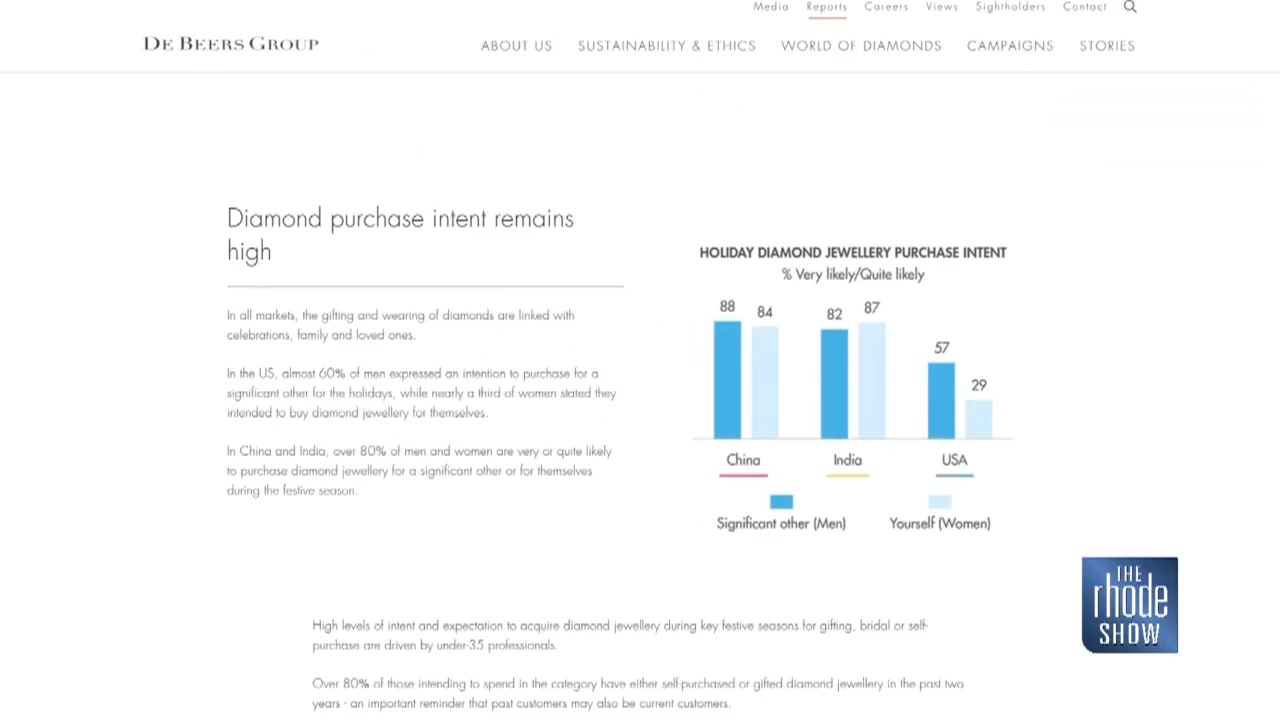 Media Reports Careers Views Sightholders Contact
DE BEERS GROUP
ABOUT US SUSTAINABILITY & ETHICS WORLD OF DIAMONDS CAMPAIGNS STORIES
Diamond purchase intent remains
high
In all markets, the gifting and wearing of diamonds are linked with
celebrations, family and loved ones.
In the US, almost 60% of men expressed an intention to purchase for a
significant other for the holidays, while nearly a third of women stated they
intended to buy diamond jewellery for themselves.
In China and India, over 80% of men and women are very or quite likely
to purchase diamond jewellery for a significant other or for themselves
during the festive season.
HOLIDAY DIAMOND JEWELLERY PURCHASE INTENT
% Very likely/Quite likely
88 84 82 87 57 29
China India USA
Significant other (Men) Yourself (Women)
THE
rhode
SHOW
High levels of intent and expectation to acquire diamond jewellery during key festive seasons for gifting, bridal or self-
purchase are driven by under-35 professionals.
Over 80% of those intending to spend in the category have either self-purchased or gifted diamond jewellery in the past two
years - an important reminder that past customers may also be current customers.